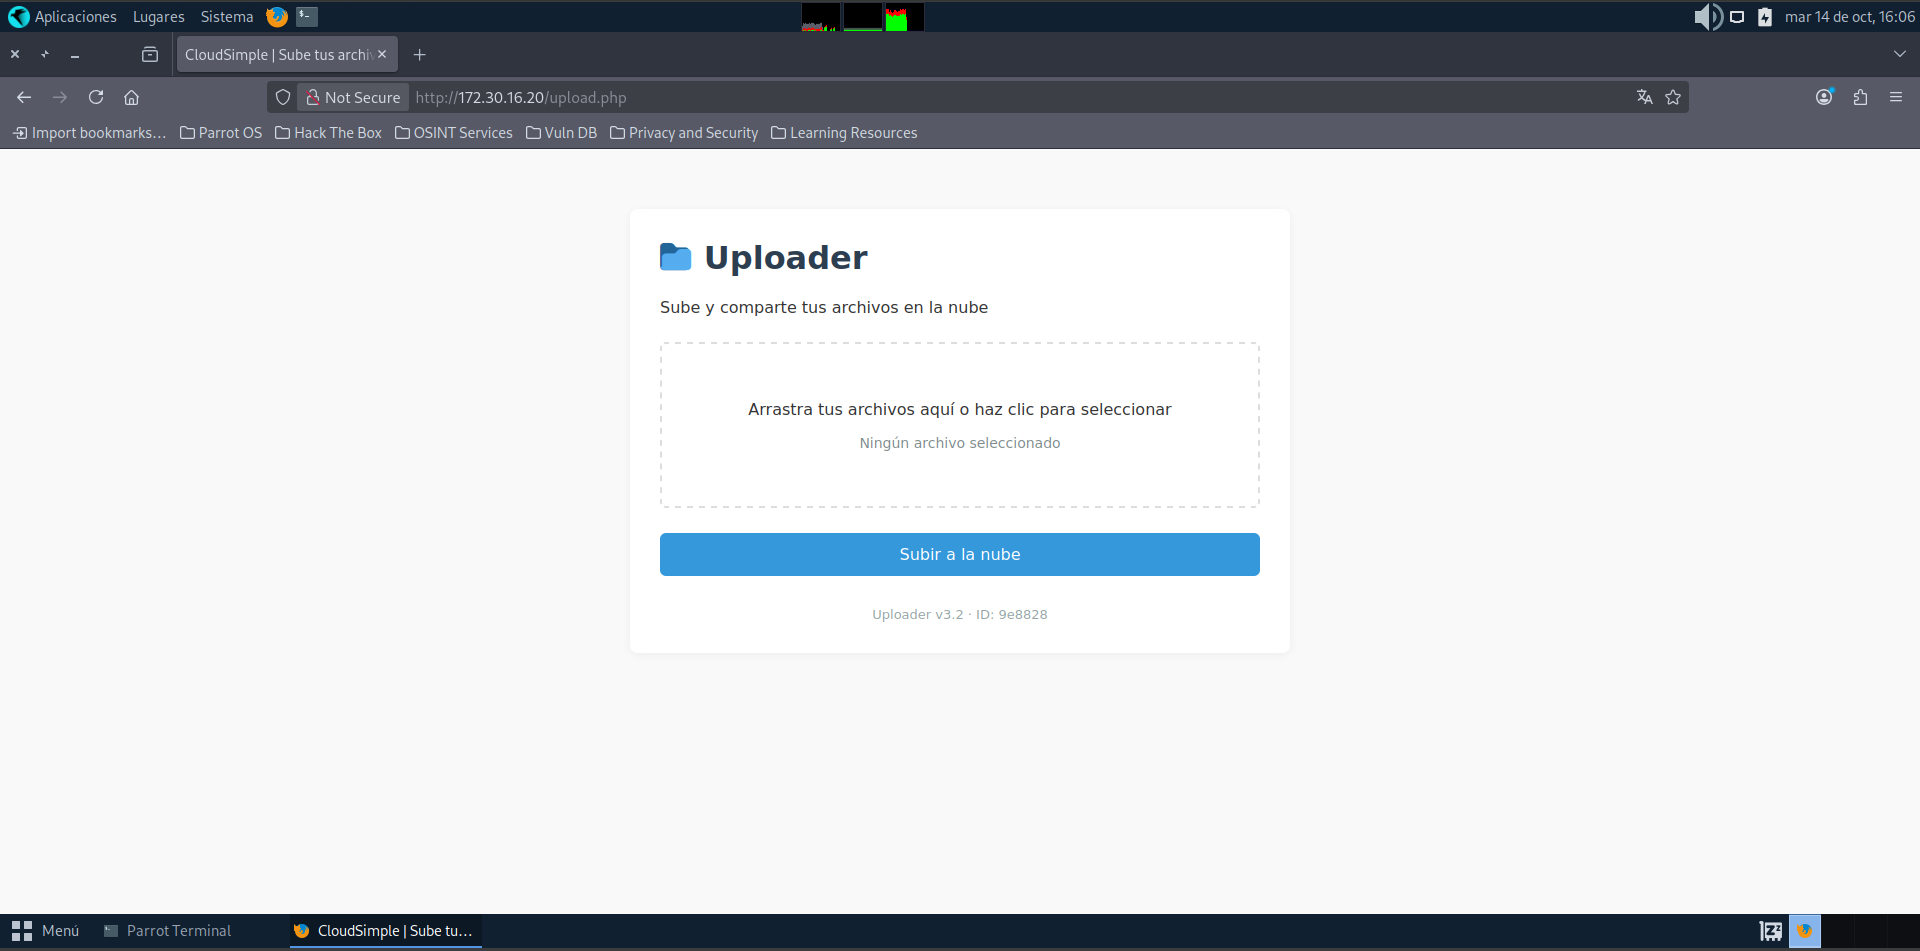 Aplicaciones Lugares Sistema
mar 14 de oct, 16:06
CloudSimple | Sube tus archi
Not Secure http://172.30.16.20/upload.php
Import bookmarks... Parrot OS Hack The Box OSINT Services Vuln DB Privacy and Security Learning Resources
Uploader
Sube y comparte tus archivos en la nube
Arrastra tus archivos aquí o haz clic para seleccionar
Ningún archivo seleccionado
Subir a la nube
Uploader v3.2 · ID: 9e8828
Menú Parrot Terminal CloudSimple | Sube tu...